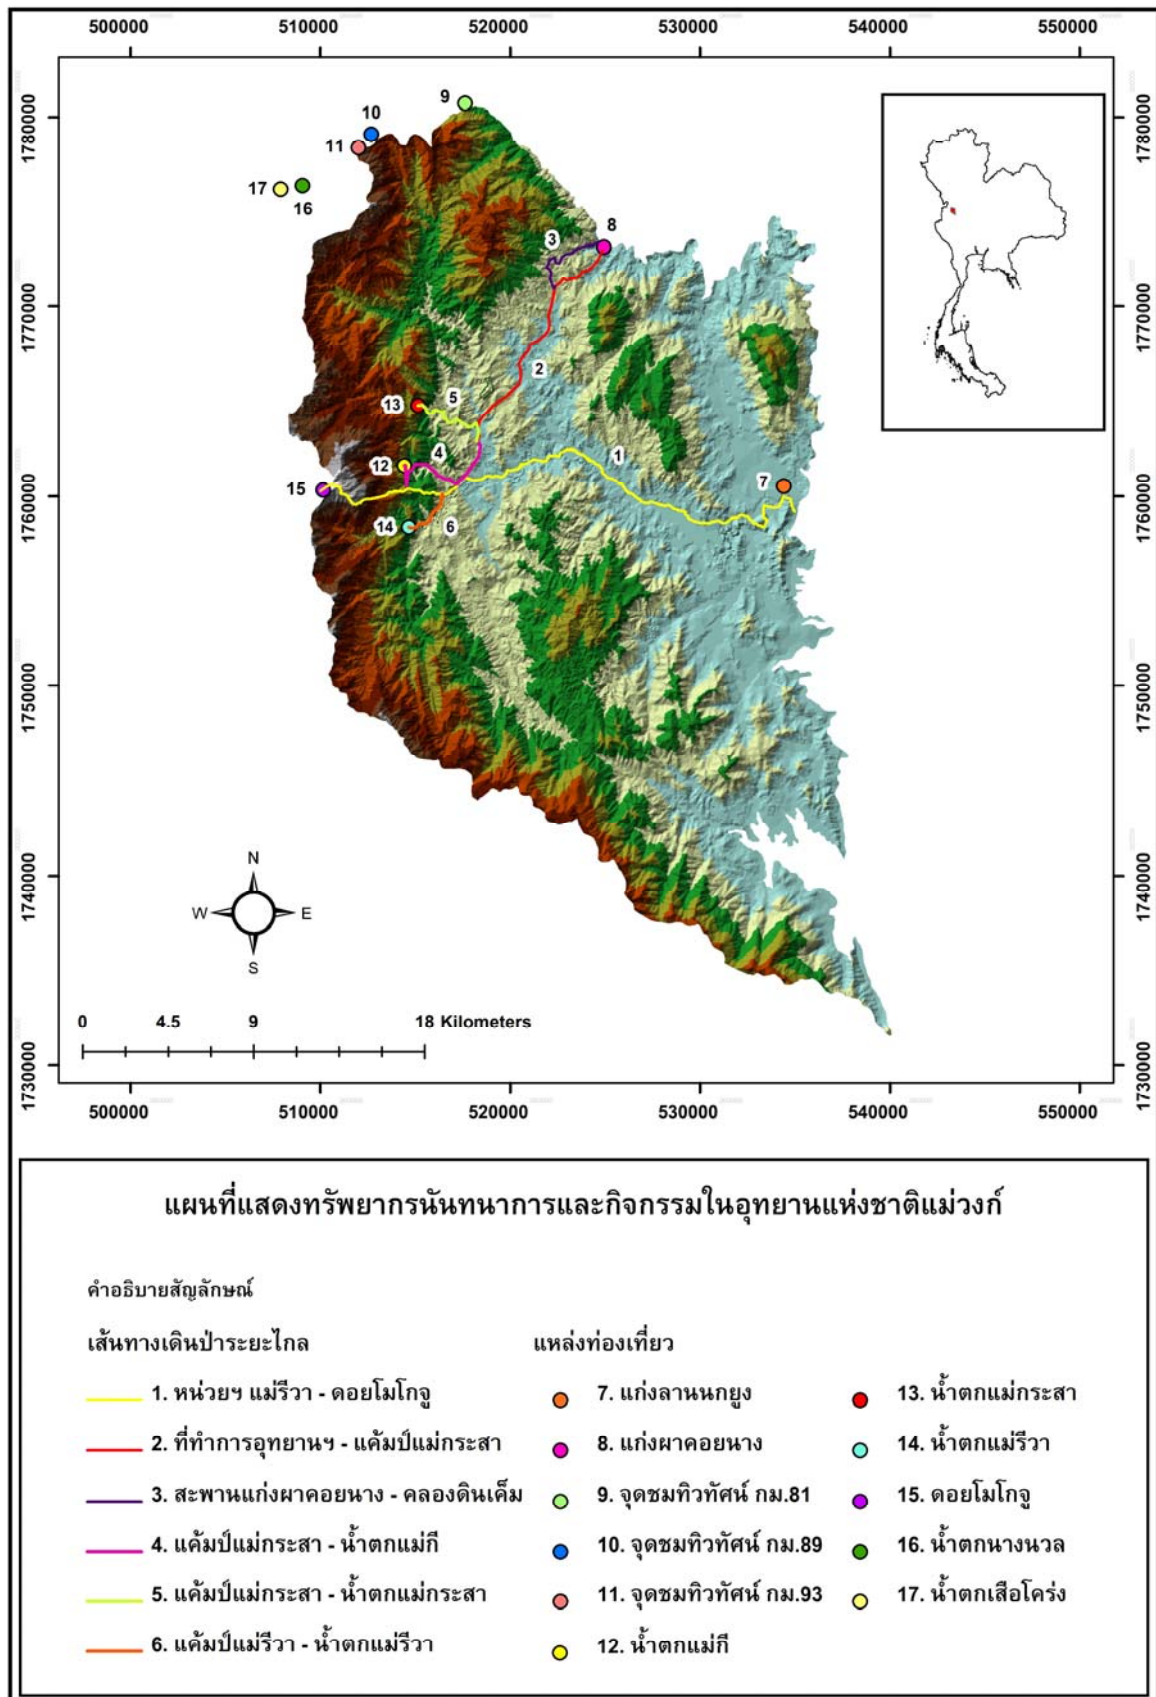 500000 510000 520000 530000 540000 550000
1780000 1780000
1770000 1770000
1760000 1760000
1750000 1750000
1740000 1740000
1730000 1730000
9
10
11
17
16
3
8
2
5
13
4
12
1
7
15
14
6
N
W E
S
0 4.5 9 18 Kilometers
500000 510000 520000 530000 540000 550000
แผนที่แสดงทรัพยากรนันทนาการและกิจกรรมในอุทยานแห่งชาติแม่วงก์
คำอธิบายสัญลักษณ์
เส้นทางเดินป่าระยะไกล
1. หน่วยฯ แม่รีวา - ดอยโมโกจู
2. ที่ทำการอุทยานฯ - แค้มป์แม่กระสา
3. สะพานแก่งผาคอยนาง - คลองดินเค็ม
4. แค้มป์แม่กระสา - น้ำตกแม่กี
5. แค้มป์แม่กระสา - น้ำตกแม่กระสา
6. แค้มป์แม่รีวา - น้ำตกแม่รีวา
แหล่งท่องเที่ยว
7. แก่งลานนกยูง
8. แก่งผาคอยนาง
9. จุดชมทิวทัศน์ กม.81
10. จุดชมทิวทัศน์ กม.89
11. จุดชมทิวทัศน์ กม.93
12. น้ำตกแม่กี
13. น้ำตกแม่กระสา
14. น้ำตกแม่รีวา
15. ดอยโมโกจู
16. น้ำตกนางนวล
17. น้ำตกเสือโคร่ง